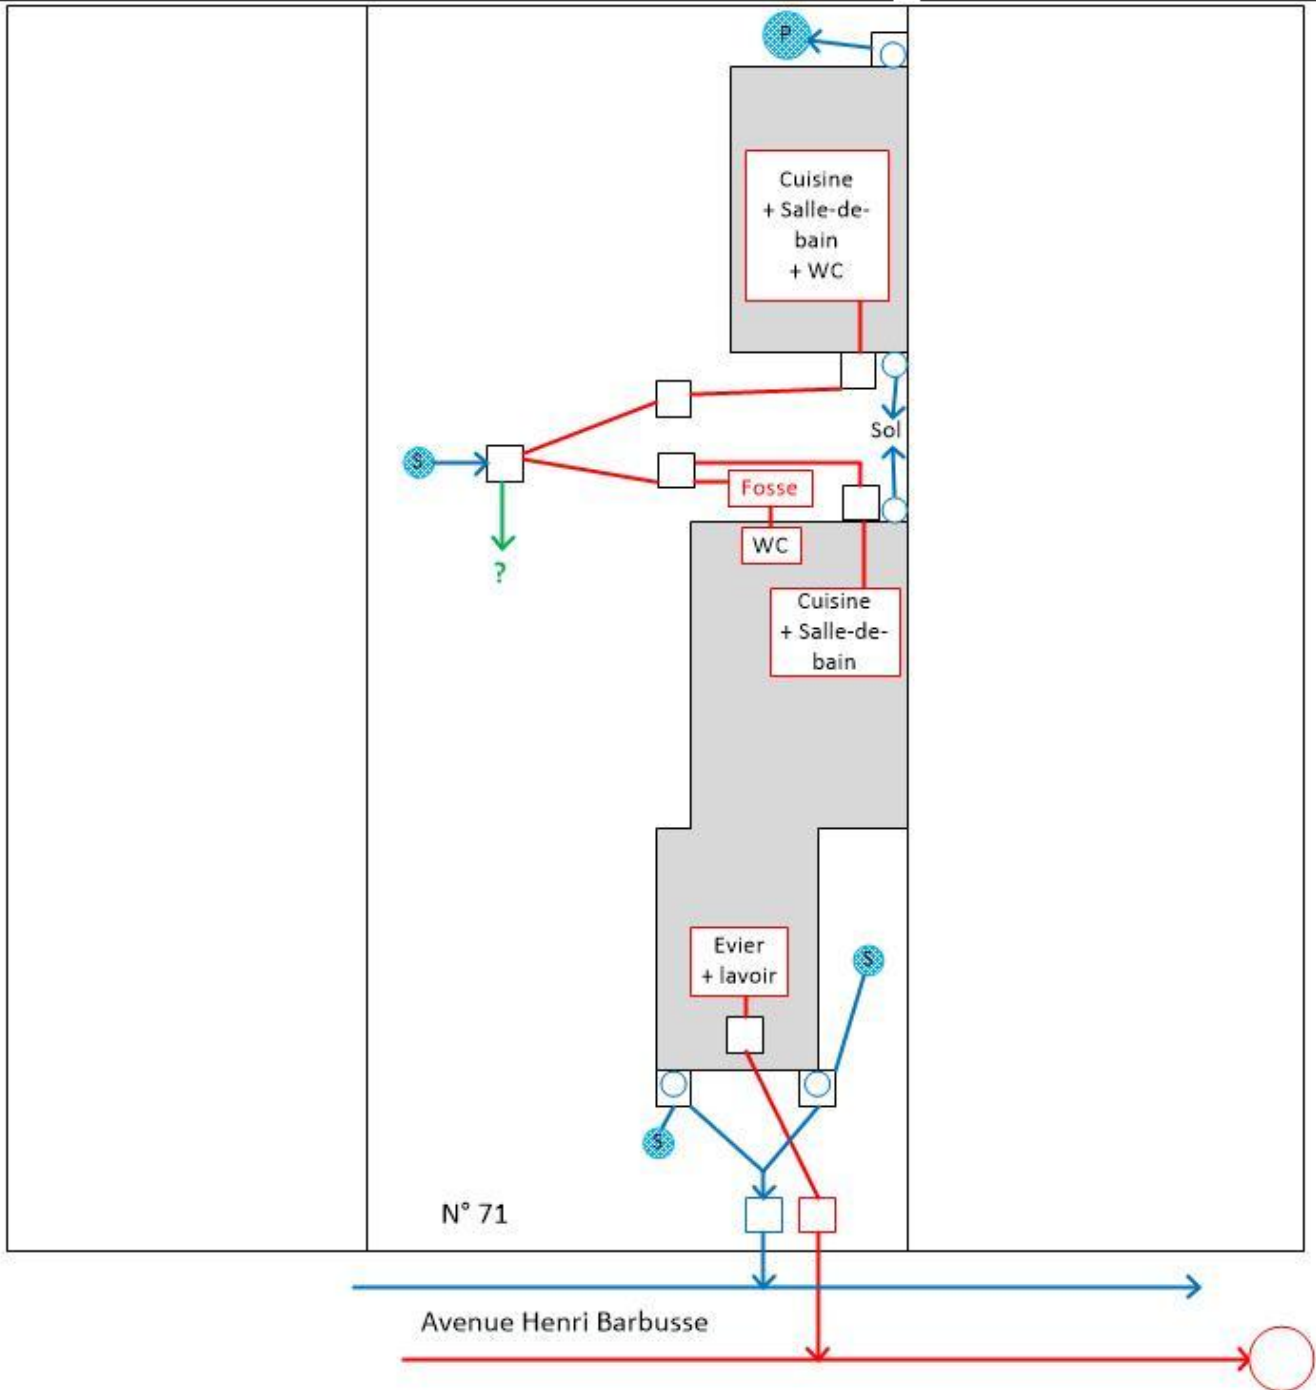 P
Cuisine
+ Salle-de-
bain
+ WC
Sol
S
Fosse
WC
?
Cuisine
+ Salle-de-
bain
Evier
+ lavoir
S
S
N° 71
Avenue Henri Barbusse